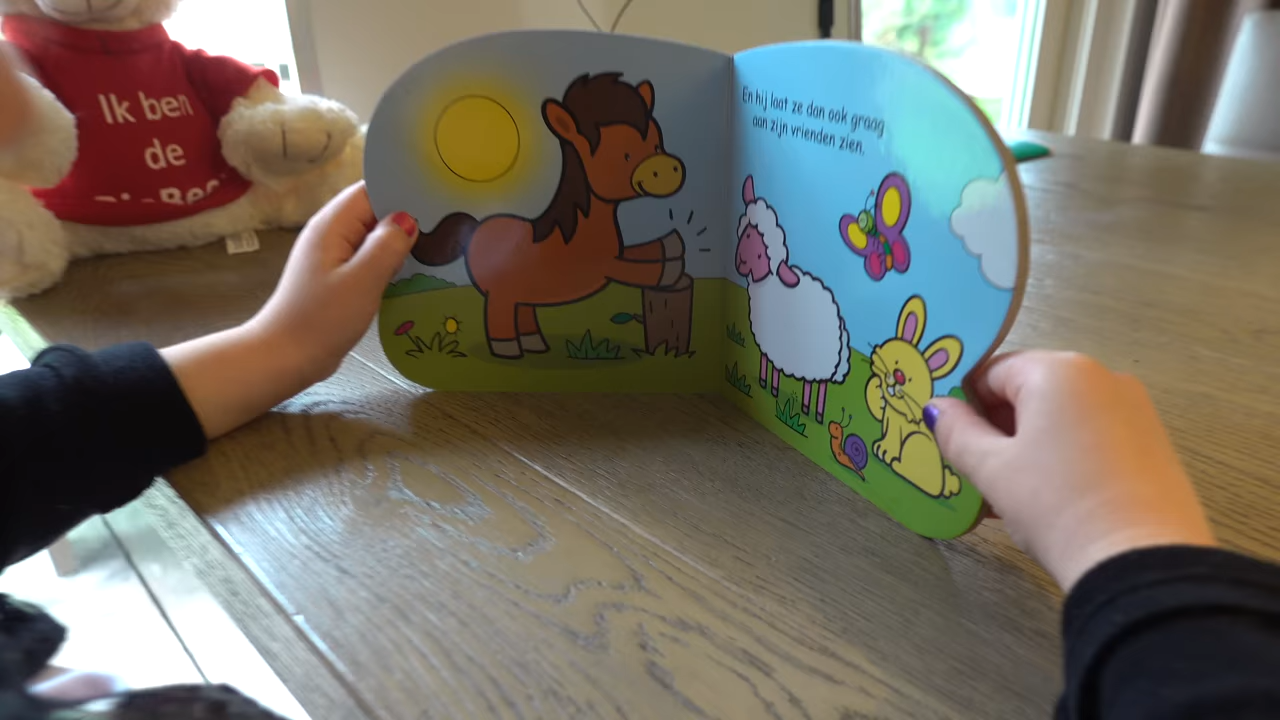 Ik ben
de
En hij laat ze dan ook graag
aan zijn vrienden zien.